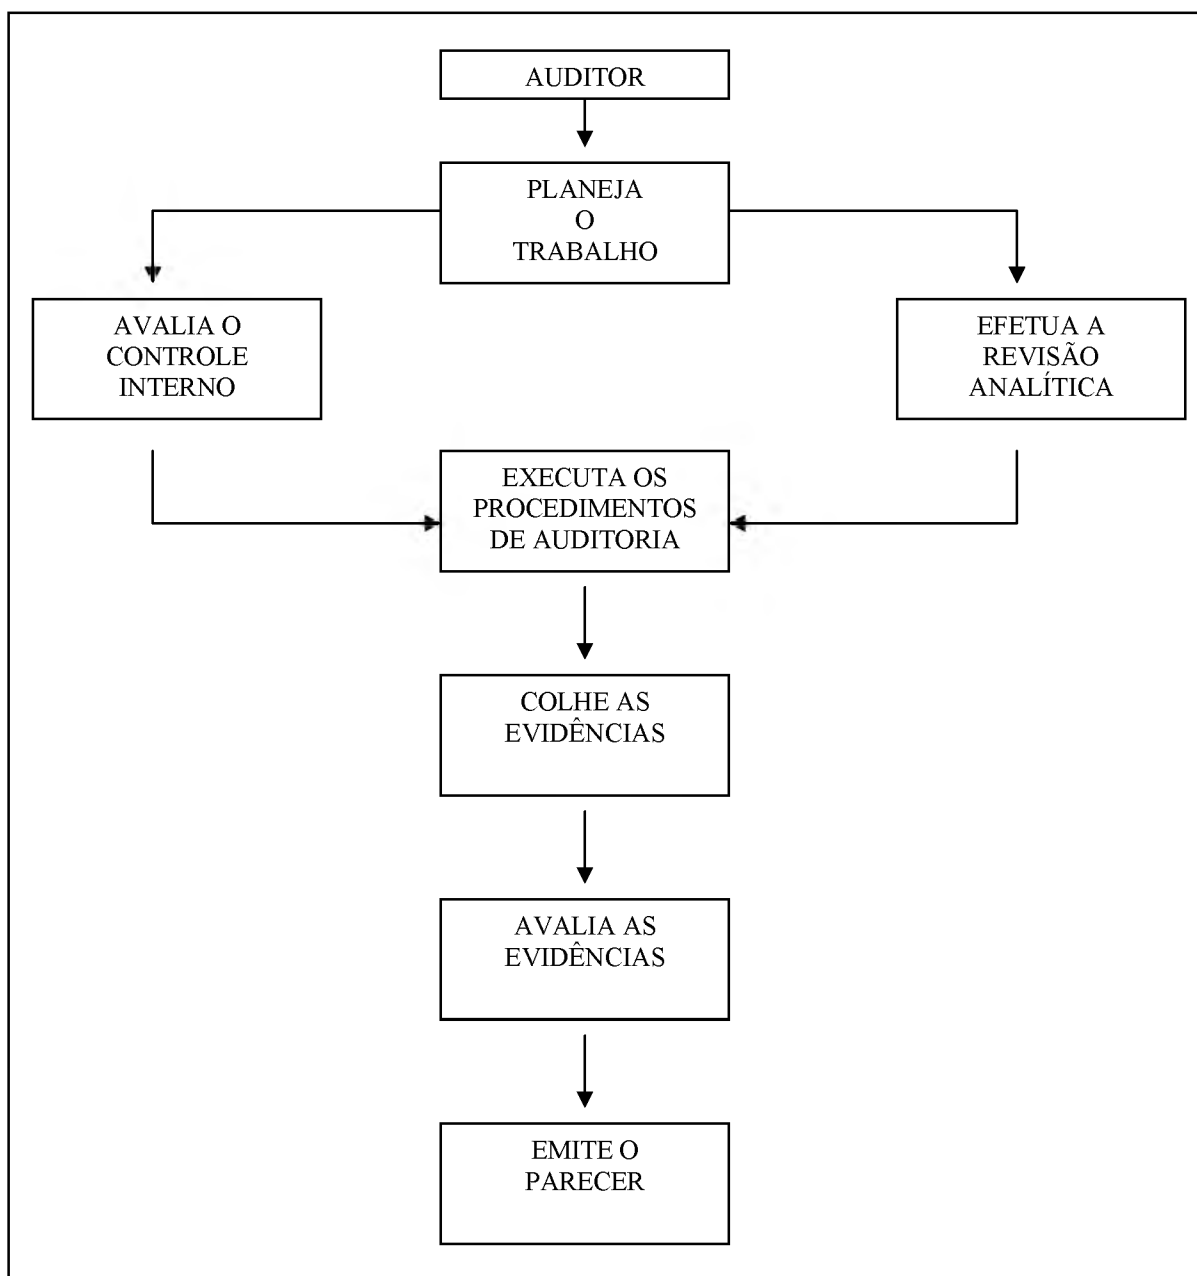 AUDITOR
PLANEJA
O
TRABALHO
AVALIA O
CONTROLE
INTERNO
EFETUA A
REVISÃO
ANALÍTICA
EXECUTA OS
PROCEDIMENTOS
DE AUDITORIA
COLHE AS
EVIDÊNCIAS
AVALIA AS
EVIDÊNCIAS
EMITE O
PARECER